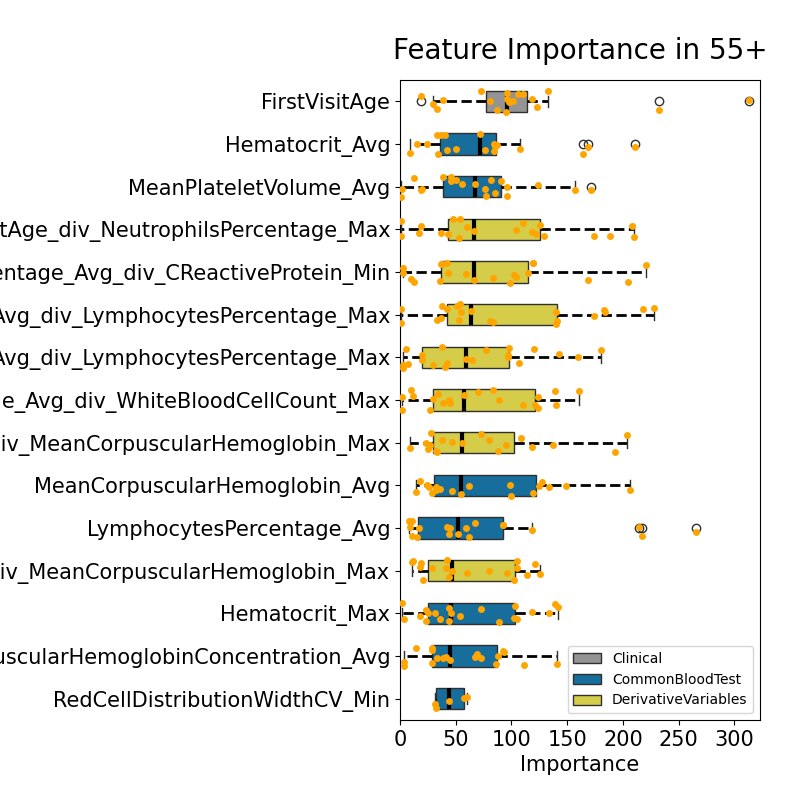 Feature Importance in 55+
FirstVisitAge
Hematocrit_Avg
MeanPlateletVolume_Avg
tAge_div_NeutrophilsPercentage_Max
entage_Avg_div_CReactiveProtein_Min
Avg_div_LymphocytesPercentage_Max
Avg_div_LymphocytesPercentage_Max
e_Avg_div_WhiteBloodCellCount_Max
iv_MeanCorpuscularHemoglobin_Max
MeanCorpuscularHemoglobin_Avg
LymphocytesPercentage_Avg
iv_MeanCorpuscularHemoglobin_Max
Hematocrit_Max
uscularHemoglobinConcentration_Avg
RedCellDistributionWidthCV_Min
Clinical
CommonBloodTest
DerivativeVariables
0 50 100 150 200 250 300
Importance